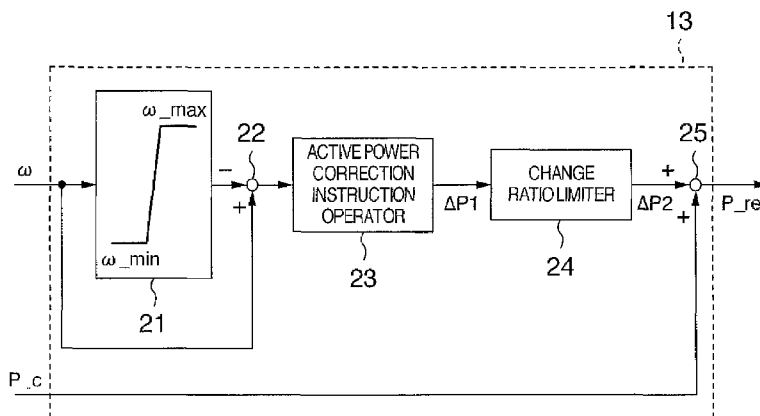 13
ω_max
ω_min
21
ω
−
+
22
ACTIVE POWER
CORRECTION
INSTRUCTION
OPERATOR
23
ΔP1
CHANGE
RATIO LIMITER
24
+
ΔP2
+
25
P_re
P_c